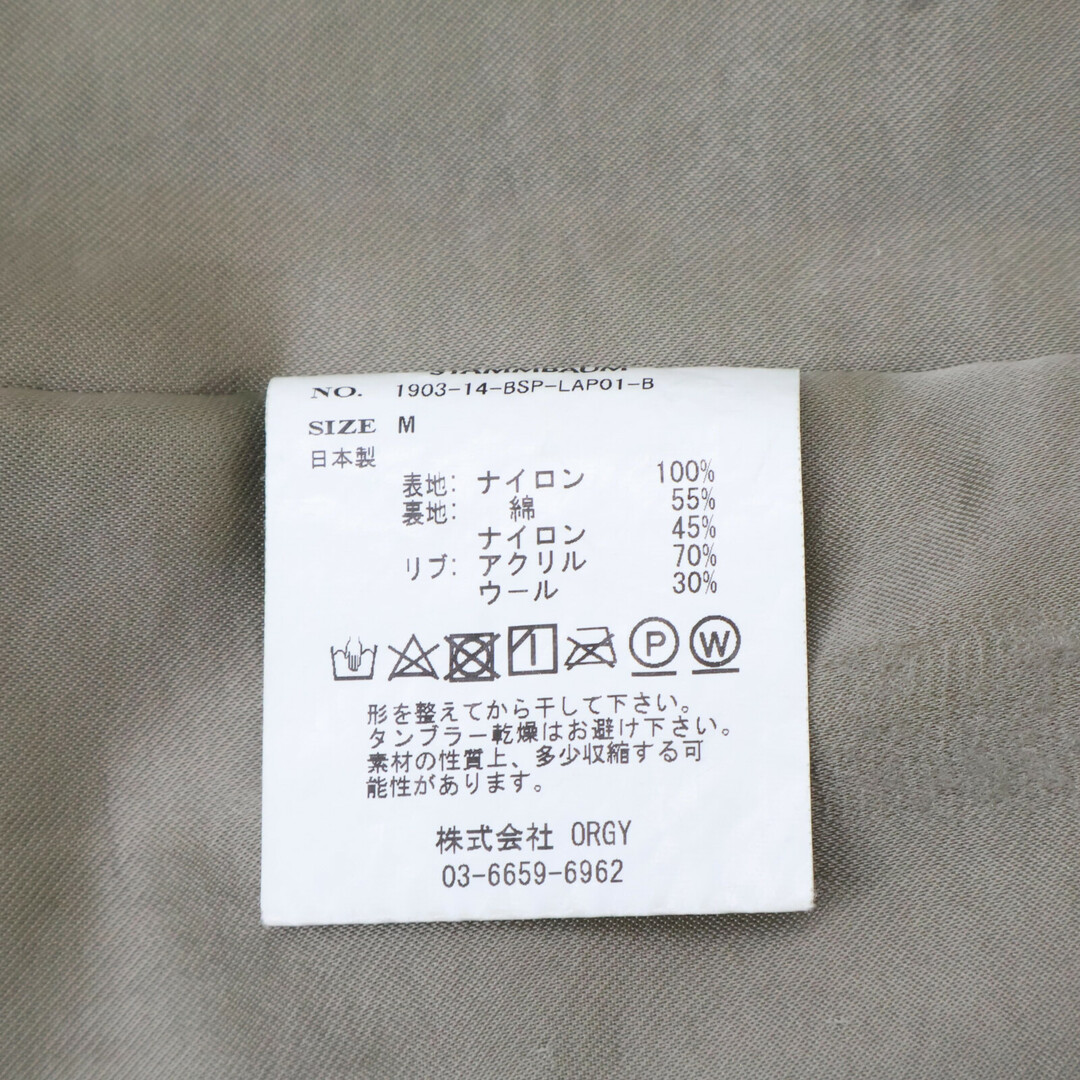 STAMMBAUM
NO. 1903-14-BSP-LAP01-B
SIZE M
日本製
表地: ナイロン 100%
裏地: 綿 55%
ナイロン 45%
リブ: アクリル 70%
ウール 30%
P W
形を整えてから干して下さい。
タンブラー乾燥はお避け下さい。
素材の性質上、多少収縮する可
能性があります。
株式会社 ORGY
03-6659-6962